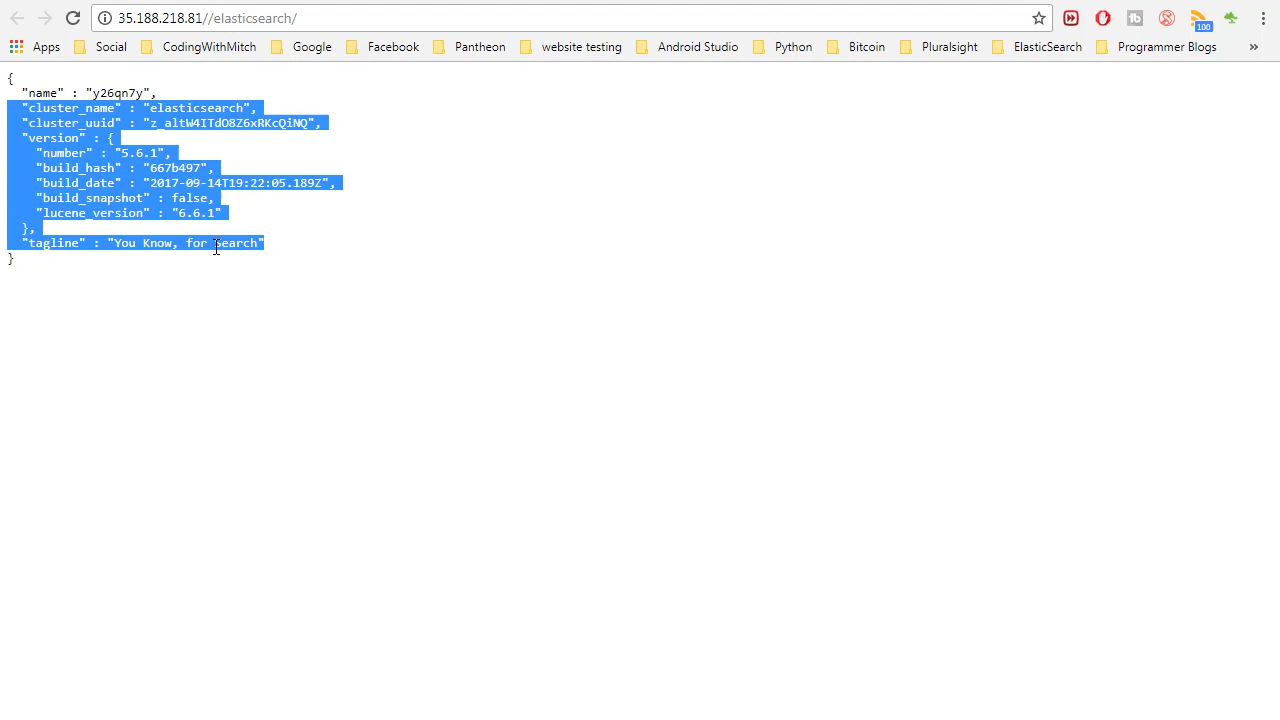 35.188.218.81//elasticsearch/
100
Apps Social CodingWithMitch Google Facebook Pantheon website testing Android Studio Python Bitcoin Pluralsight ElasticSearch Programmer Blogs »
{
"name" : "y26qn7y",
"cluster_name" : "elasticsearch",
"cluster_uuid" : "z_altW4ITdO8Z6xRKcQiNQ",
"version" : {
"number" : "5.6.1",
"build_hash" : "667b497",
"build_date" : "2017-09-14T19:22:05.189Z",
"build_snapshot" : false,
"lucene_version" : "6.6.1"
},
"tagline" : "You Know, for Search"
}